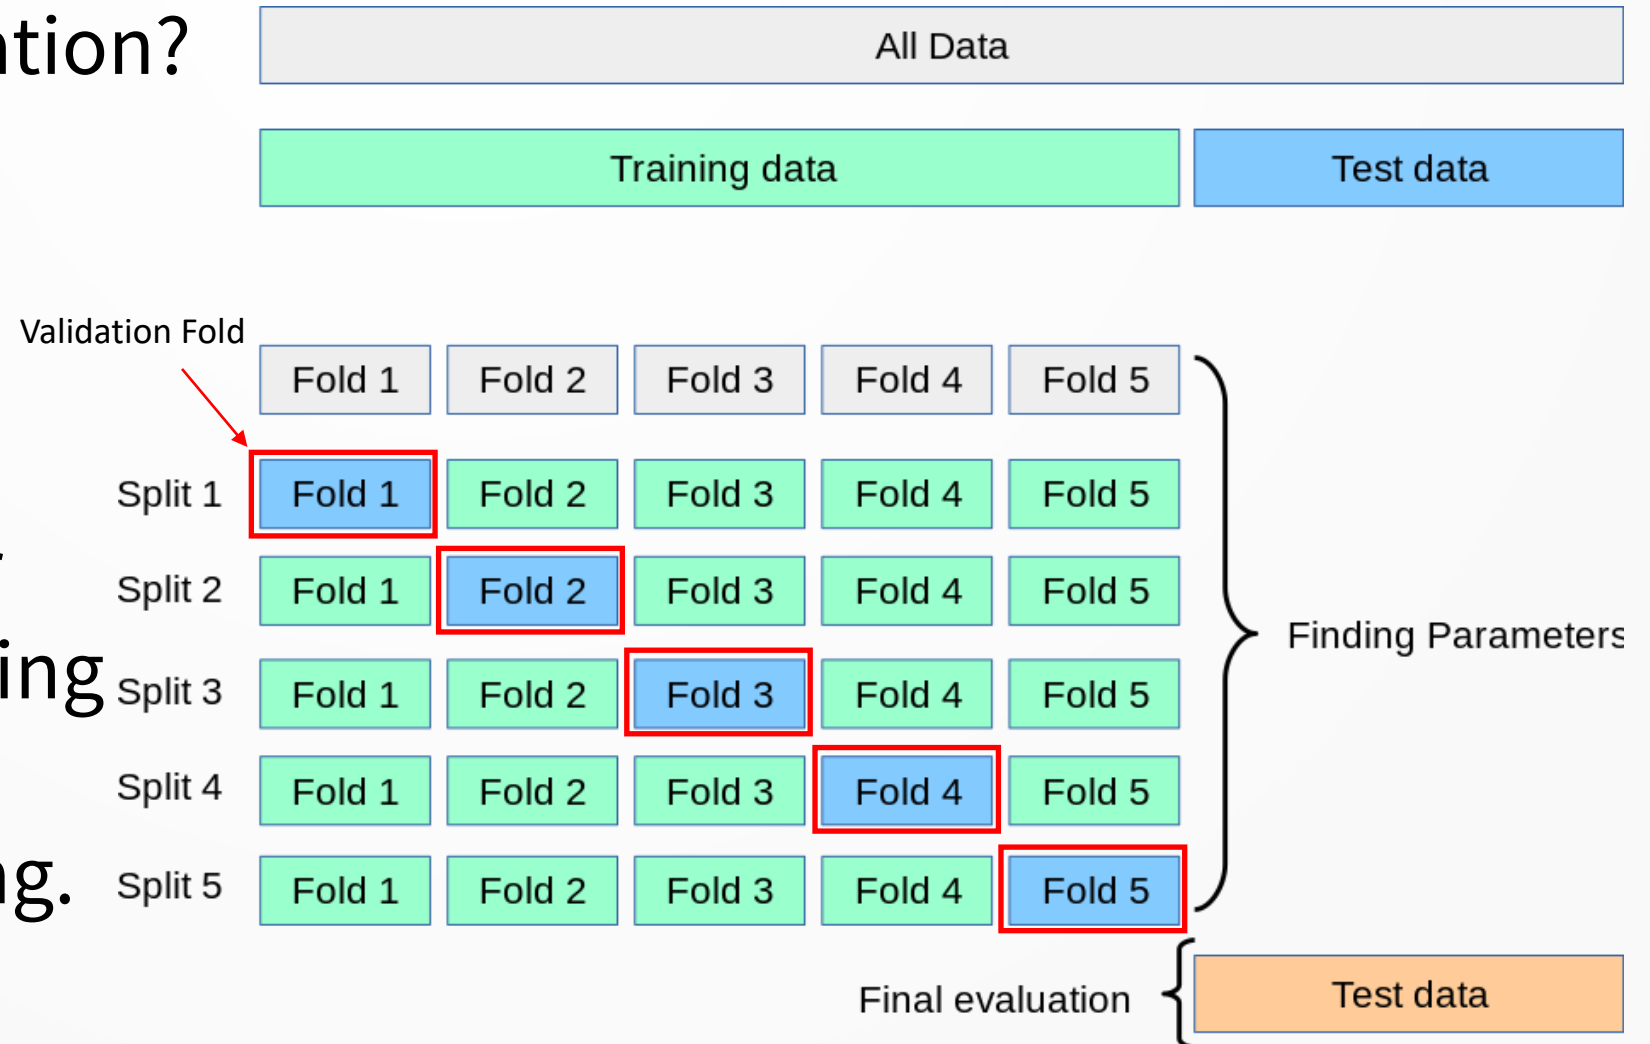 ation?
All Data
Training data Test data
Validation Fold
Fold 1 Fold 2 Fold 3 Fold 4 Fold 5
Split 1 Fold 1 Fold 2 Fold 3 Fold 4 Fold 5
Split 2 Fold 1 Fold 2 Fold 3 Fold 4 Fold 5
Finding Parameters
ing
Split 3 Fold 1 Fold 2 Fold 3 Fold 4 Fold 5
Split 4 Fold 1 Fold 2 Fold 3 Fold 4 Fold 5
ng.
Split 5 Fold 1 Fold 2 Fold 3 Fold 4 Fold 5
Final evaluation Test data